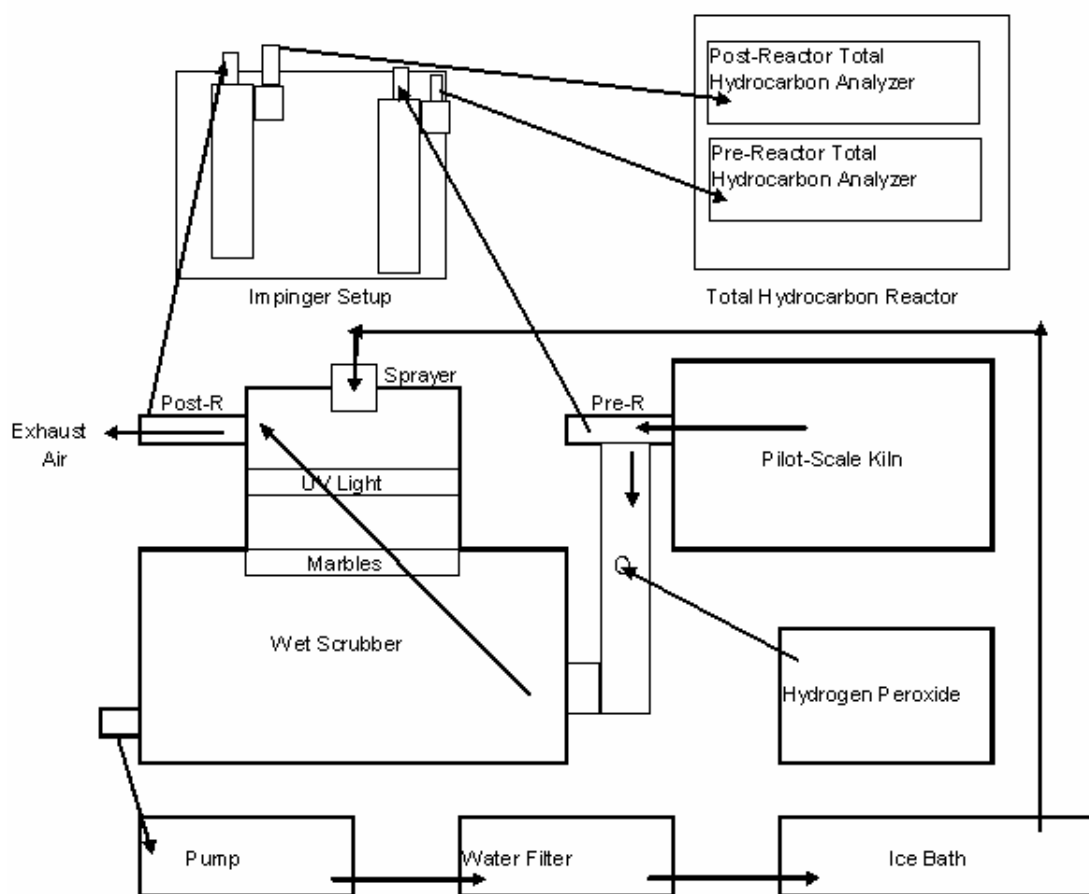 Post-Reactor Total
Hydrocarbon Analyzer
Pre-Reactor Total
Hydrocarbon Analyzer
Impinger Setup
Total Hydrocarbon Reactor
Sprayer
Post-R
Pre-R
Exhaust
Air
Pilot-Scale Kiln
UV Light
Marbles
Wet Scrubber
Hydrogen Peroxide
Pump
Water Filter
Ice Bath